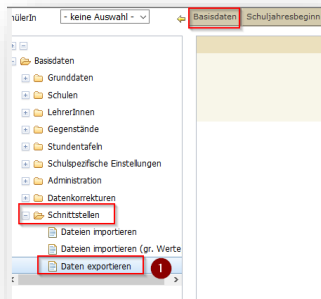 hülerIn - keine Auswahl - Basisdaten Schuljahresbeginn
Basisdaten
Grunddaten
Schulen
LehrerInnen
Gegenstände
Stundentafeln
Schulspezifische Einstellungen
Administration
Datenkorrekturen
Schnittstellen
Dateien importieren
Dateien importieren (gr. Werte
Daten exportieren 1